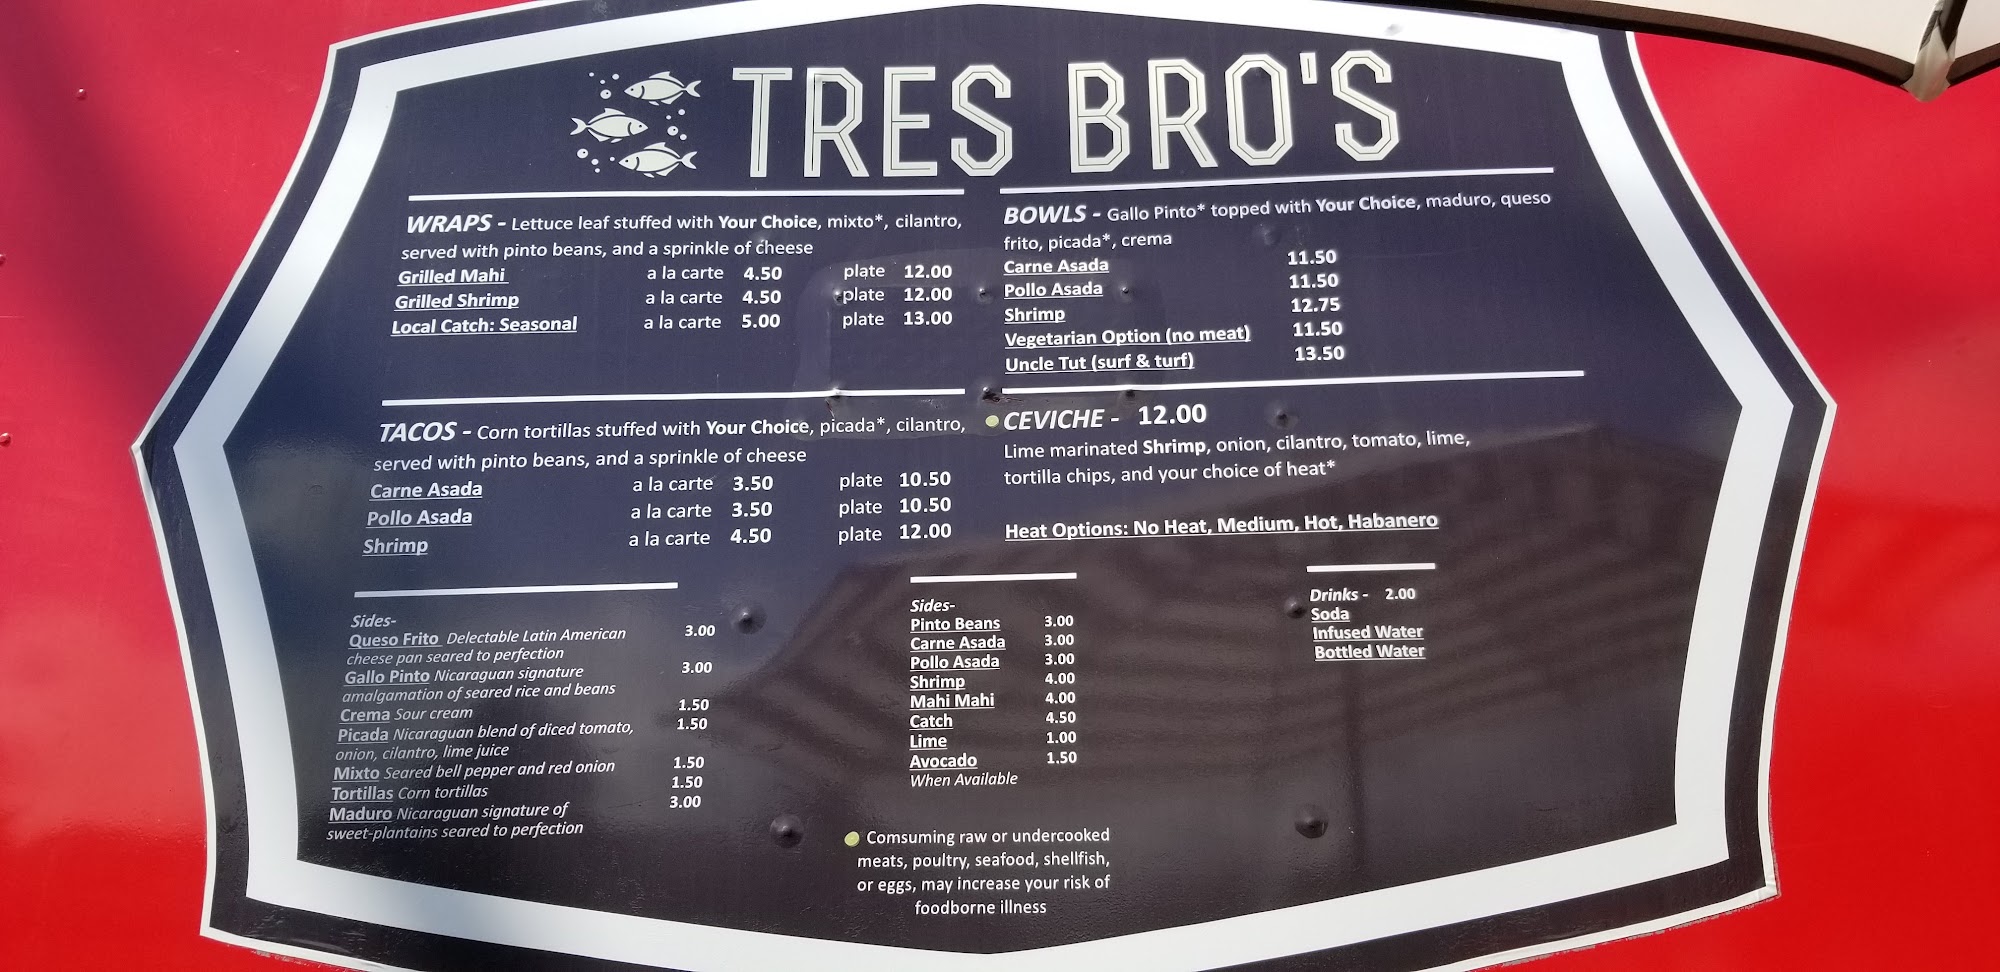 TRES BRO'S
WRAPS - Lettuce leaf stuffed with Your Choice, mixto*, cilantro,
served with pinto beans, and a sprinkle of cheese
Grilled Mahi a la carte 4.50 plate 12.00
Grilled Shrimp a la carte 4.50 plate 12.00
Local Catch: Seasonal a la carte 5.00 plate 13.00
BOWLS - Gallo Pinto* topped with Your Choice, maduro, queso
frito, picada*, crema
Carne Asada 11.50
Pollo Asada 11.50
Shrimp 12.75
Vegetarian Option (no meat) 11.50
Uncle Tut (surf & turf) 13.50
TACOS - Corn tortillas stuffed with Your Choice, picada*, cilantro,
served with pinto beans, and a sprinkle of cheese
Carne Asada a la carte 3.50 plate 10.50
Pollo Asada a la carte 3.50 plate 10.50
Shrimp a la carte 4.50 plate 12.00
CEVICHE - 12.00
Lime marinated Shrimp, onion, cilantro, tomato, lime,
tortilla chips, and your choice of heat*
Heat Options: No Heat, Medium, Hot, Habanero
Sides-
Queso Frito Delectable Latin American 3.00
cheese pan seared to perfection
Gallo Pinto Nicaraguan signature 3.00
amalgamation of seared rice and beans
Crema Sour cream 1.50
Picada Nicaraguan blend of diced tomato, 1.50
onion, cilantro, lime juice
Mixto Seared bell pepper and red onion 1.50
Tortillas Corn tortillas 1.50
Maduro Nicaraguan signature of 3.00
sweet-plantains seared to perfection
Sides-
Pinto Beans 3.00
Carne Asada 3.00
Pollo Asada 3.00
Shrimp 4.00
Mahi Mahi 4.00
Catch 4.50
Lime 1.00
Avocado 1.50
When Available
Drinks - 2.00
Soda
Infused Water
Bottled Water
Comsuming raw or undercooked
meats, poultry, seafood, shellfish,
or eggs, may increase your risk of
foodborne illness